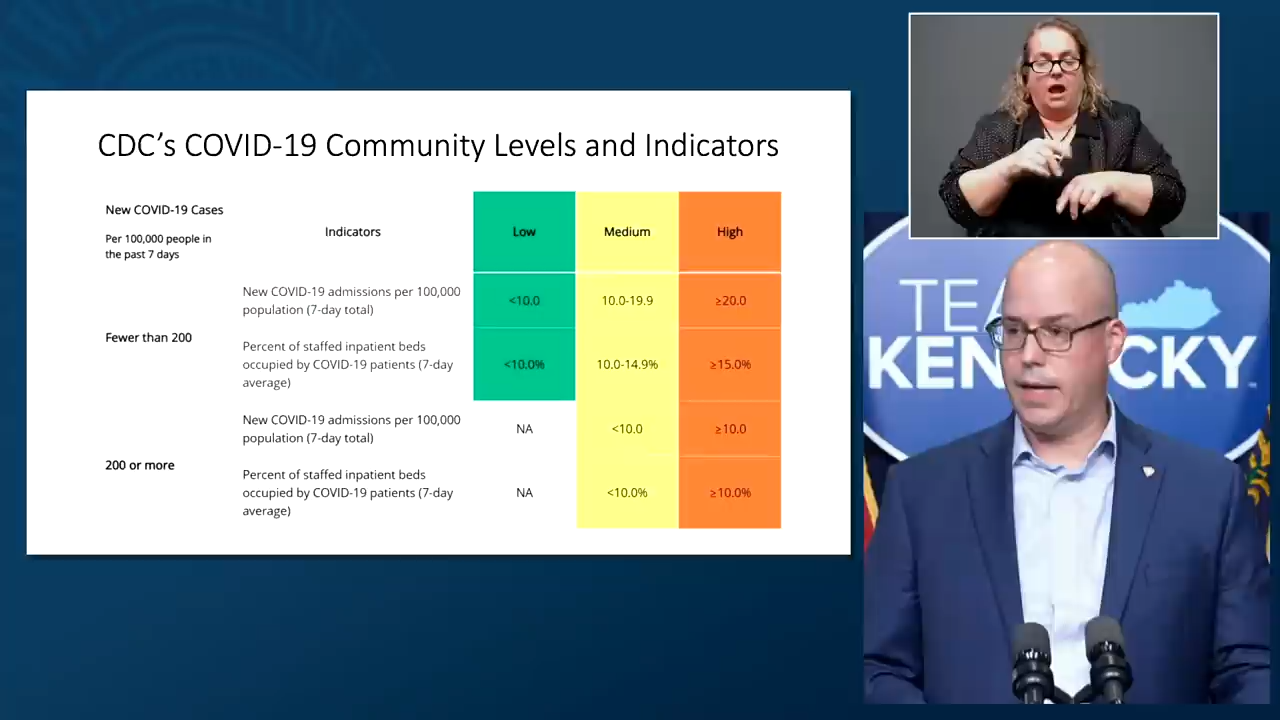 CDC's COVID-19 Community Levels and Indicators
New COVID-19 Cases
Per 100,000 people in
the past 7 days
Indicators
Low
Medium
High
Fewer than 200
New COVID-19 admissions per 100,000
population (7-day total)
<10.0
10.0-19.9
≥20.0
Percent of staffed inpatient beds
occupied by COVID-19 patients (7-day
average)
<10.0%
10.0-14.9%
≥15.0%
200 or more
New COVID-19 admissions per 100,000
population (7-day total)
NA
<10.0
≥10.0
Percent of staffed inpatient beds
occupied by COVID-19 patients (7-day
average)
NA
<10.0%
≥10.0%